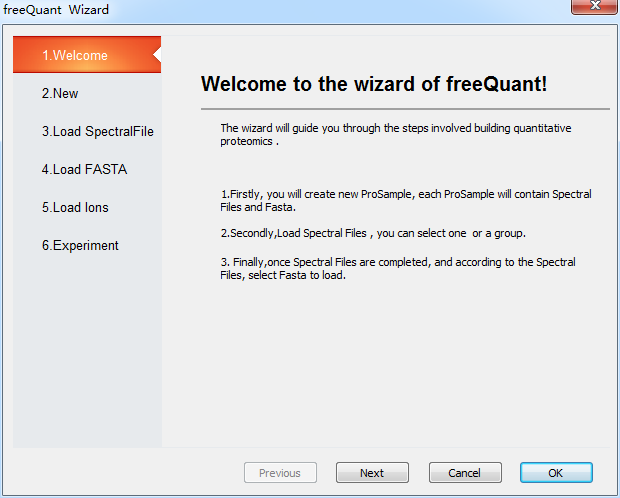 freeQuant Wizard
1.Welcome
2.New
3.Load SpectralFile
4.Load FASTA
5.Load Ions
6.Experiment
Welcome to the wizard of freeQuant!
The wizard will guide you through the steps involved building quantitative
proteomics .
1.Firstly, you will create new ProSample, each ProSample will contain Spectral
Files and Fasta.
2.Secondly,Load Spectral Files , you can select one or a group.
3. Finally,once Spectral Files are completed, and according to the Spectral
Files, select Fasta to load.
Previous
Next
Cancel
OK